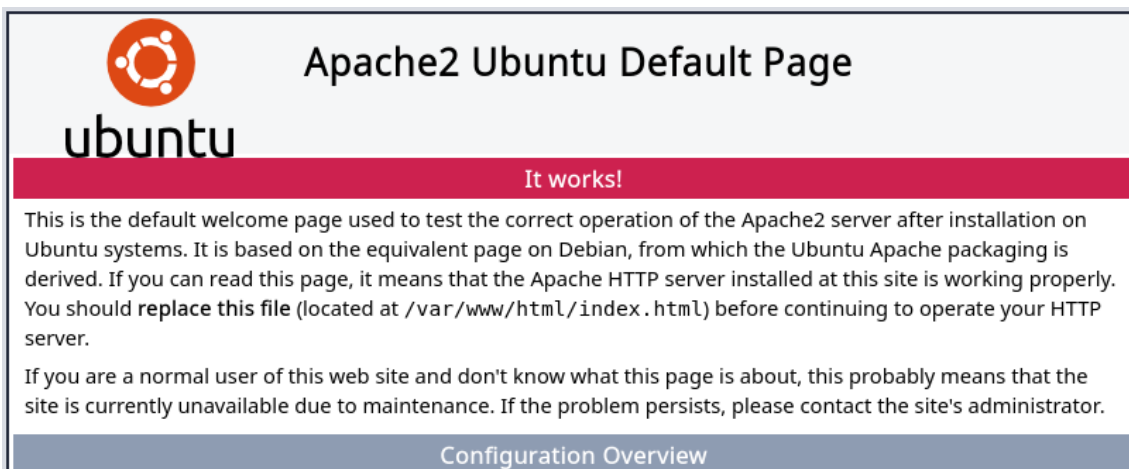 Apache2 Ubuntu Default Page
ubuntu
It works!
This is the default welcome page used to test the correct operation of the Apache2 server after installation on
Ubuntu systems. It is based on the equivalent page on Debian, from which the Ubuntu Apache packaging is
derived. If you can read this page, it means that the Apache HTTP server installed at this site is working properly.
You should replace this file (located at /var/www/html/index.html) before continuing to operate your HTTP
server.
If you are a normal user of this web site and don't know what this page is about, this probably means that the
site is currently unavailable due to maintenance. If the problem persists, please contact the site's administrator.
Configuration Overview